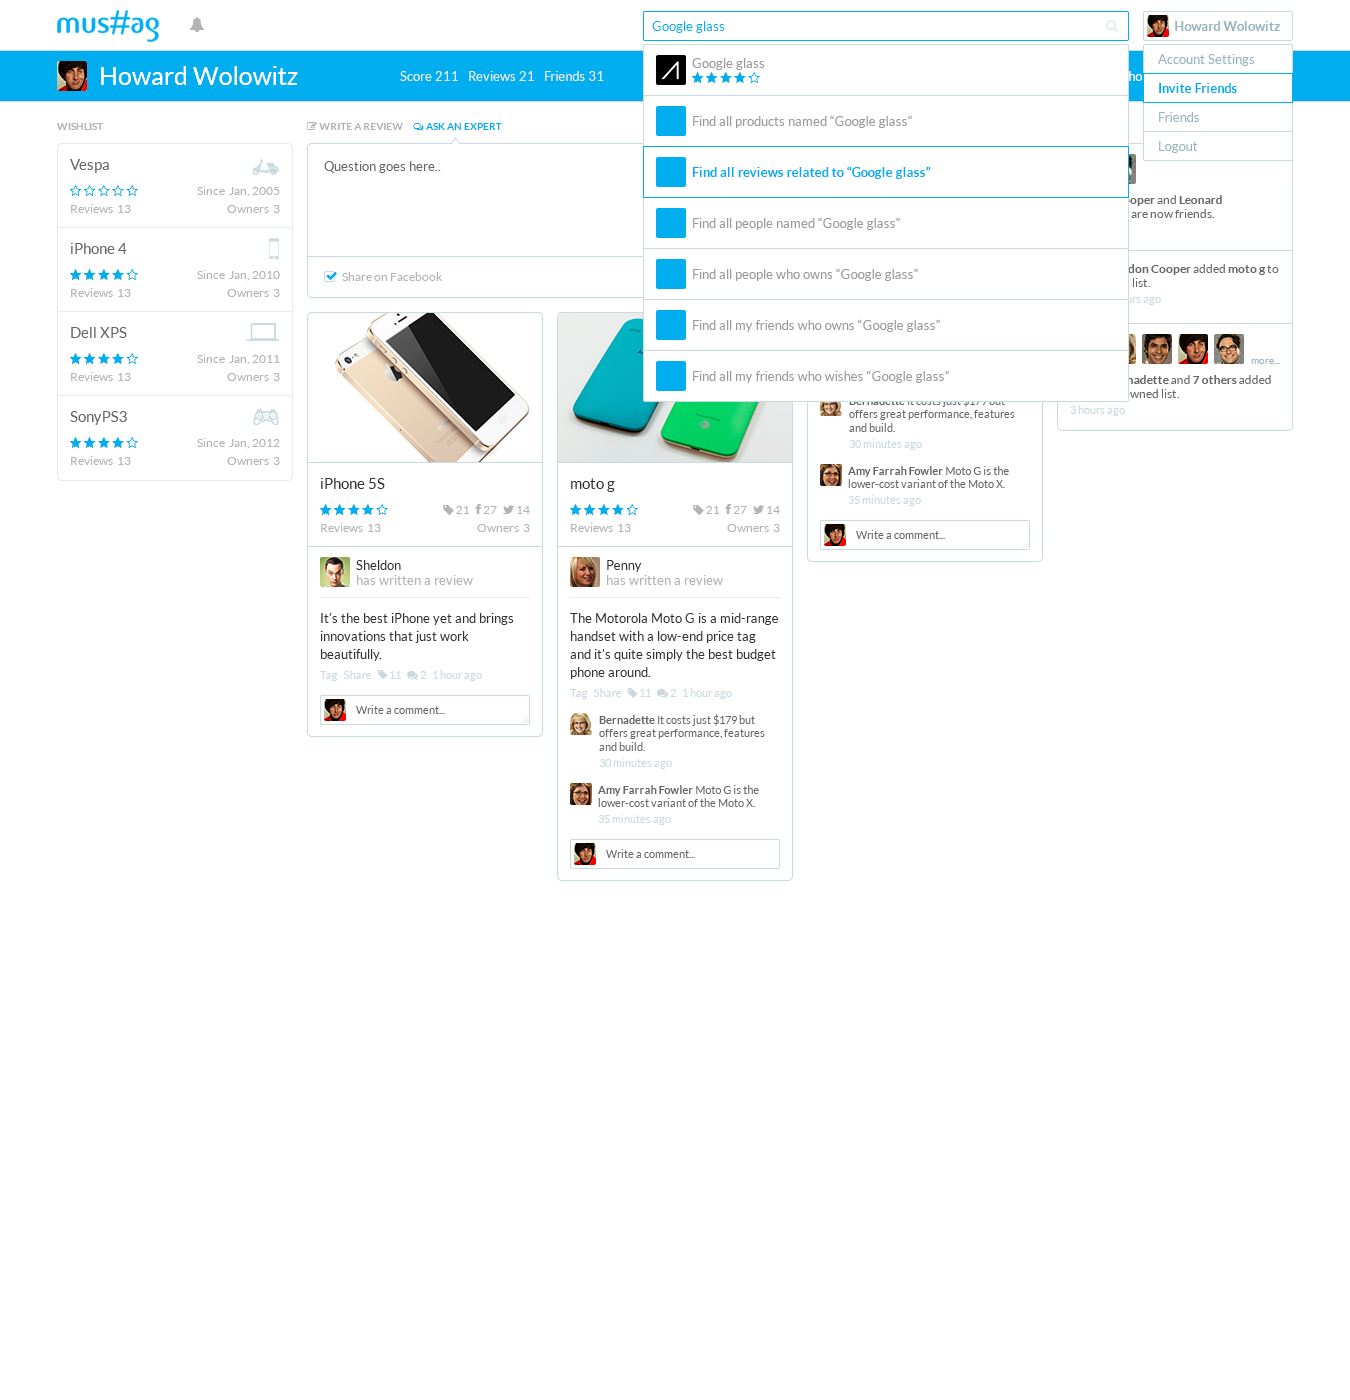 mus#ag
Google glass
Howard Wolowitz
Howard Wolowitz
Score 211 Reviews 21 Friends 31
Google glass
Find all products named “Google glass”
Find all reviews related to “Google glass”
Find all people named “Google glass”
Find all people who owns “Google glass”
Find all my friends who owns “Google glass”
Find all my friends who wishes “Google glass”
Account Settings
Invite Friends
Friends
Logout
WISHLIST
Vespa
Since Jan, 2005
Reviews 13 Owners 3
iPhone 4
Since Jan, 2010
Reviews 13 Owners 3
Dell XPS
Since Jan, 2011
Reviews 13 Owners 3
SonyPS3
Since Jan, 2012
Reviews 13 Owners 3
WRITE A REVIEW ASK AN EXPERT
Question goes here..
Share on Facebook
iPhone 5S
21 27 14
Reviews 13 Owners 3
Sheldon
has written a review
It’s the best iPhone yet and brings
innovations that just work
beautifully.
Tag Share 11 2 1 hour ago
Write a comment...
moto g
21 27 14
Reviews 13 Owners 3
Penny
has written a review
The Motorola Moto G is a mid-range
handset with a low-end price tag
and it’s quite simply the best budget
phone around.
Tag Share 11 2 1 hour ago
Bernadette It costs just $179 but
offers great performance, features
and build.
30 minutes ago
Amy Farrah Fowler Moto G is the
lower-cost variant of the Moto X.
35 minutes ago
Write a comment...
Bernadette It costs just $179 but
offers great performance, features
and build.
30 minutes ago
Amy Farrah Fowler Moto G is the
lower-cost variant of the Moto X.
35 minutes ago
Write a comment...
ooper and Leonard
are now friends.
don Cooper added moto g to
list.
urs ago
more...
nadette and 7 others added
owned list.
3 hours ago